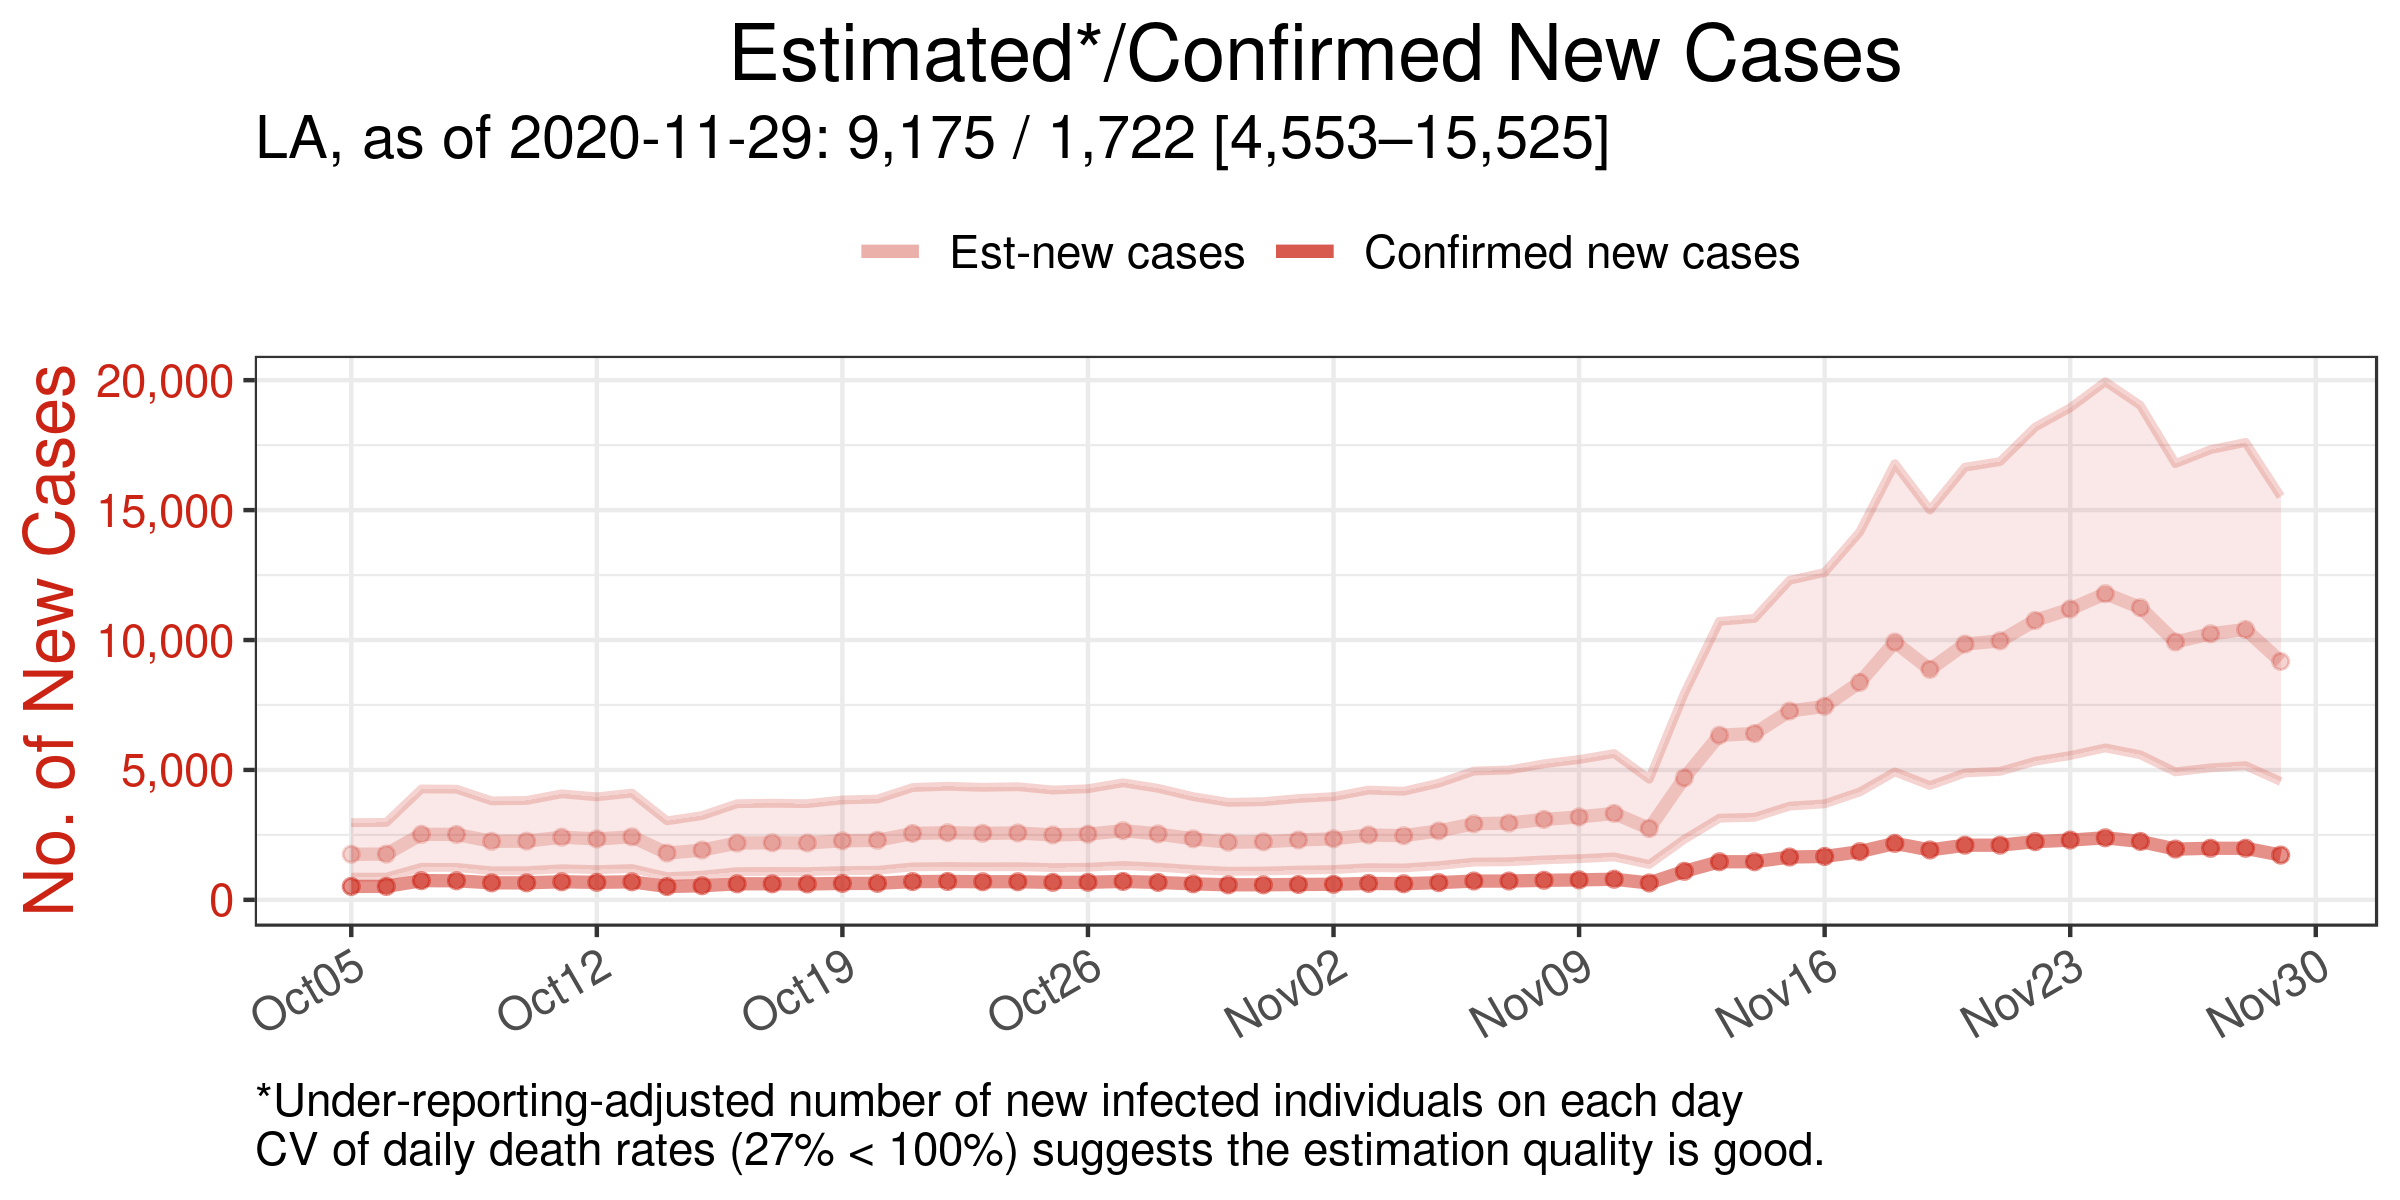 Estimated*/Confirmed New Cases
LA, as of 2020-11-29: 9,175 / 1,722 [4,553–15,525]
Est-new cases
Confirmed new cases
No. of New Cases
20,000
15,000
10,000
5,000
0
Oct05
Oct12
Oct19
Oct26
Nov02
Nov09
Nov16
Nov23
Nov30
*Under-reporting-adjusted number of new infected individuals on each day
CV of daily death rates (27% < 100%) suggests the estimation quality is good.